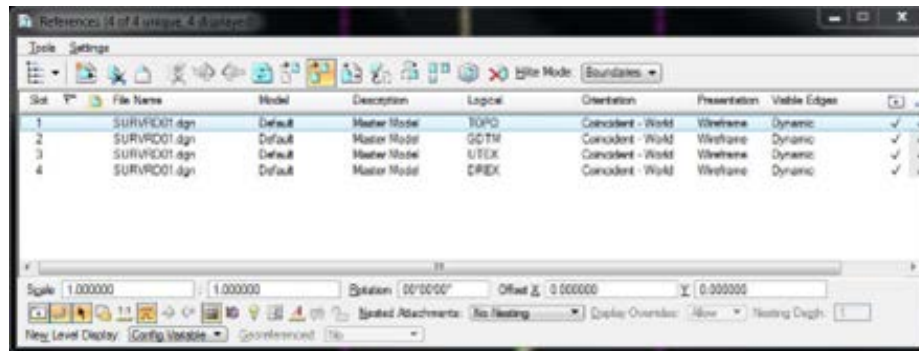 References (4 of 4 unique, 4 displayed)
Tools Settings
Hilite Mode: Boundaries
Slot File Name Model Description Logical Orientation Presentation Visible Edges
1 SURVRD01.dgn Default Master Model TOPO Coincident - World Wireframe Dynamic
2 SURVRD01.dgn Default Master Model GDTM Coincident - World Wireframe Dynamic
3 SURVRD01.dgn Default Master Model UTEX Coincident - World Wireframe Dynamic
4 SURVRD01.dgn Default Master Model DREX Coincident - World Wireframe Dynamic
Scale 1.000000 : 1.000000 Rotation 00°00'00" Offset X 0.000000 Y 0.000000
Nested Attachments: No Nesting Display Overrides: Allow Nesting Depth: 1
New Level Display: Config Variable Georeferenced: No